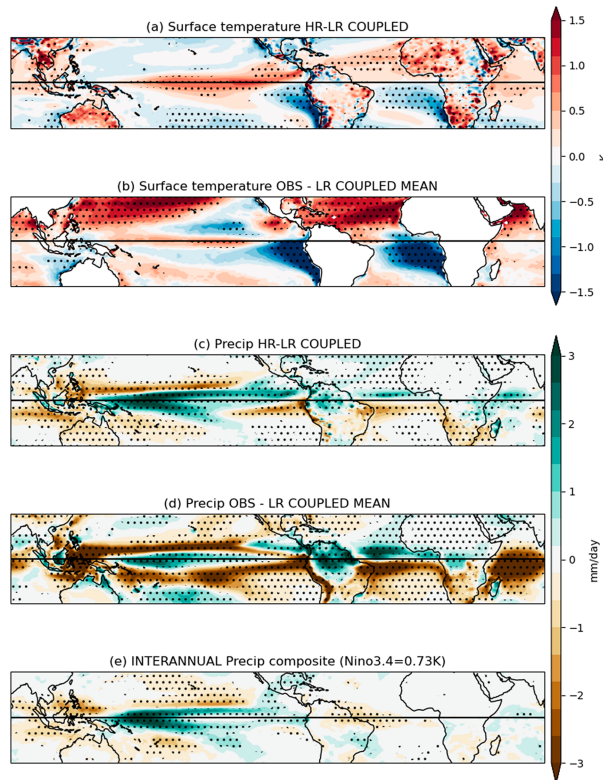 (a) Surface temperature HR-LR COUPLED
1.5
1.0
0.5
0.0
−0.5
−1.0
−1.5
(b) Surface temperature OBS - LR COUPLED MEAN
(c) Precip HR-LR COUPLED
3
2
1
0
−1
−2
−3
mm/day
(d) Precip OBS - LR COUPLED MEAN
(e) INTERANNUAL Precip composite (Nino3.4=0.73K)